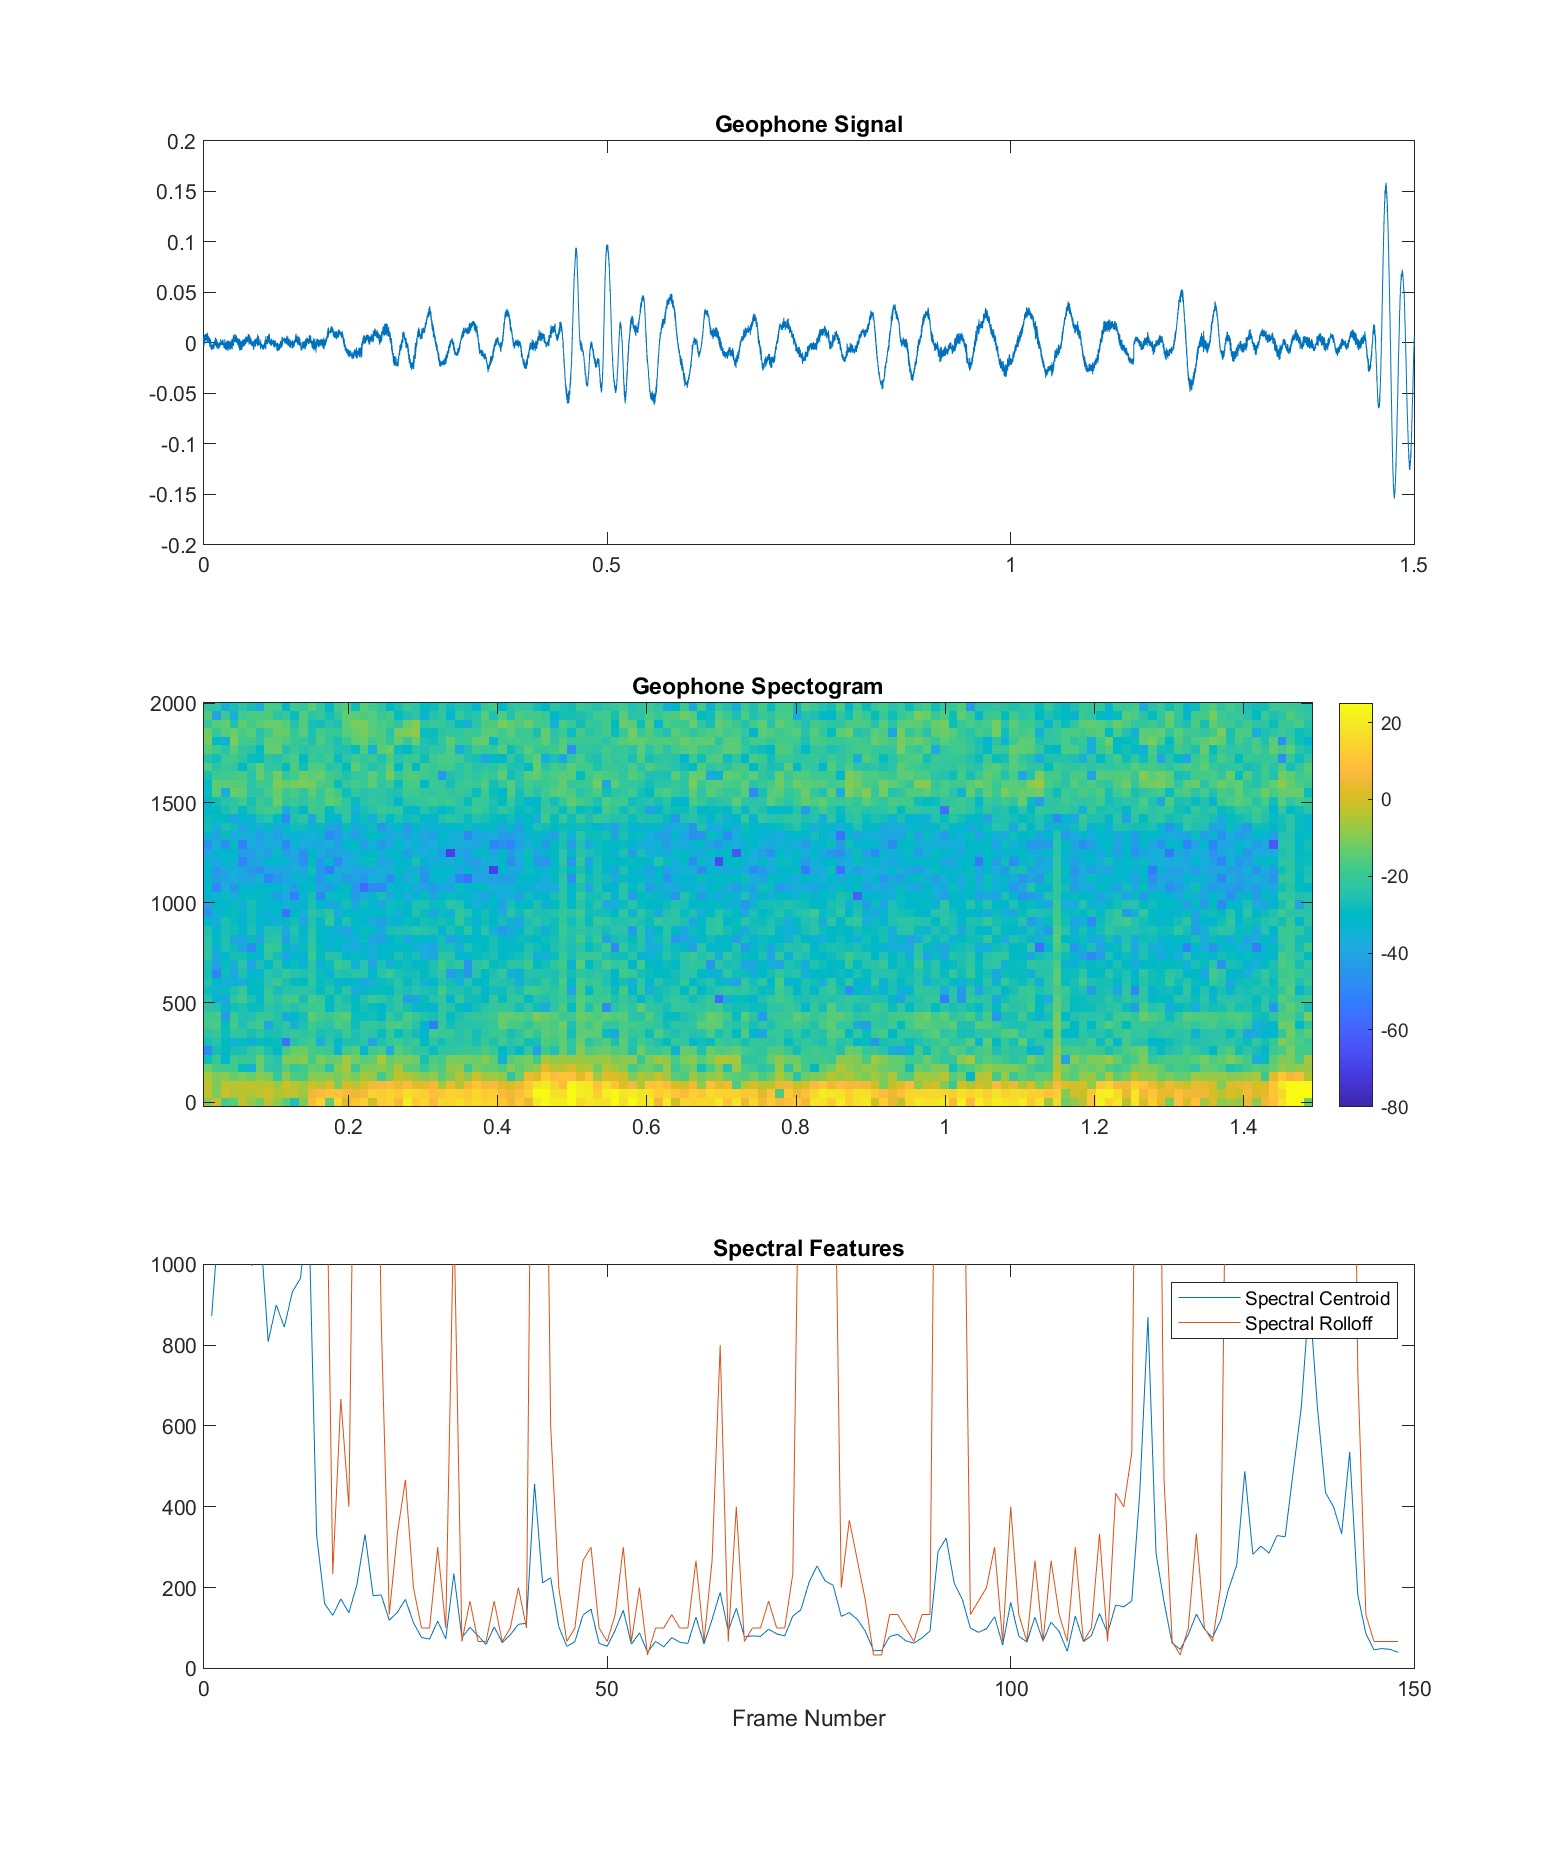 Geophone Signal
0.2
0.15
0.1
0.05
0
-0.05
-0.1
-0.15
-0.2
0 0.5 1 1.5
Geophone Spectogram
2000
1500
1000
500
0
20
0
-20
-40
-60
-80
0.2 0.4 0.6 0.8 1 1.2 1.4
Spectral Features
1000
800
600
400
200
0
Spectral Centroid
Spectral Rolloff
0 50 100 150
Frame Number